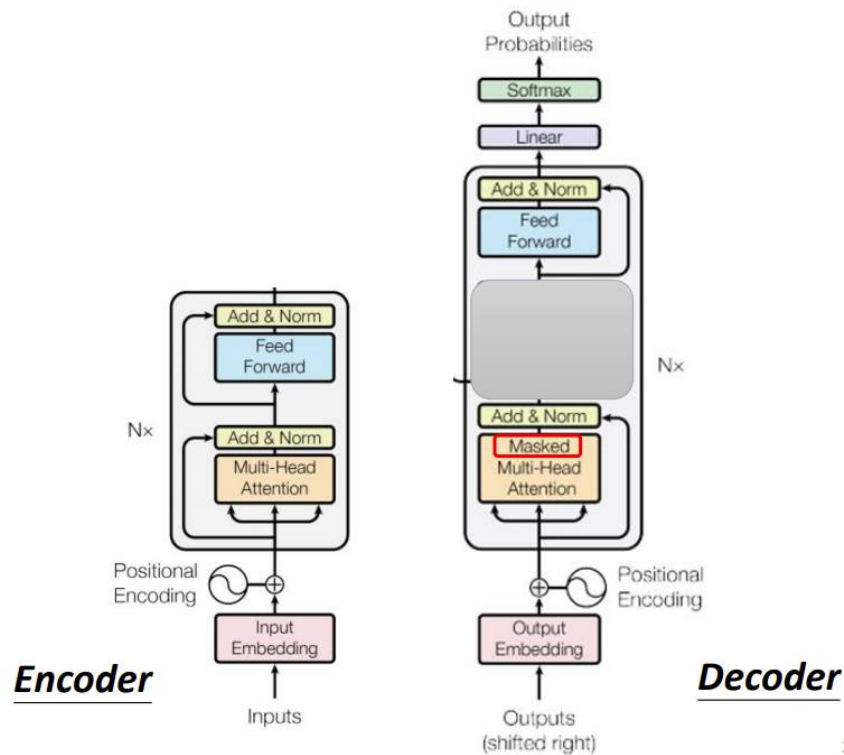 Output
Probabilities
Softmax
Linear
Add & Norm
Feed
Forward
Add & Norm
Masked
Multi-Head
Attention
Nx
Positional
Encoding
Output
Embedding
Outputs
(shifted right)
Decoder
Add & Norm
Feed
Forward
Nx
Add & Norm
Multi-Head
Attention
Positional
Encoding
Input
Embedding
Inputs
Encoder